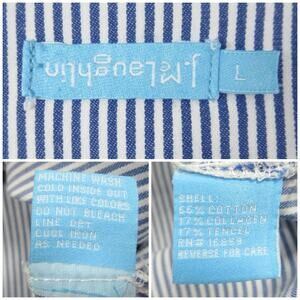 J.McLaughlin
L
MACHINE WASH
COLD INSIDE OUT
WITH LIKE COLORS
DO NOT BLEACH
LINE DRY
COOL IRON
AS NEEDED
SHELL:
66% COTTON
17% COLLAGEN
17% TENCEL
RN# 16869
REVERSE FOR CARE